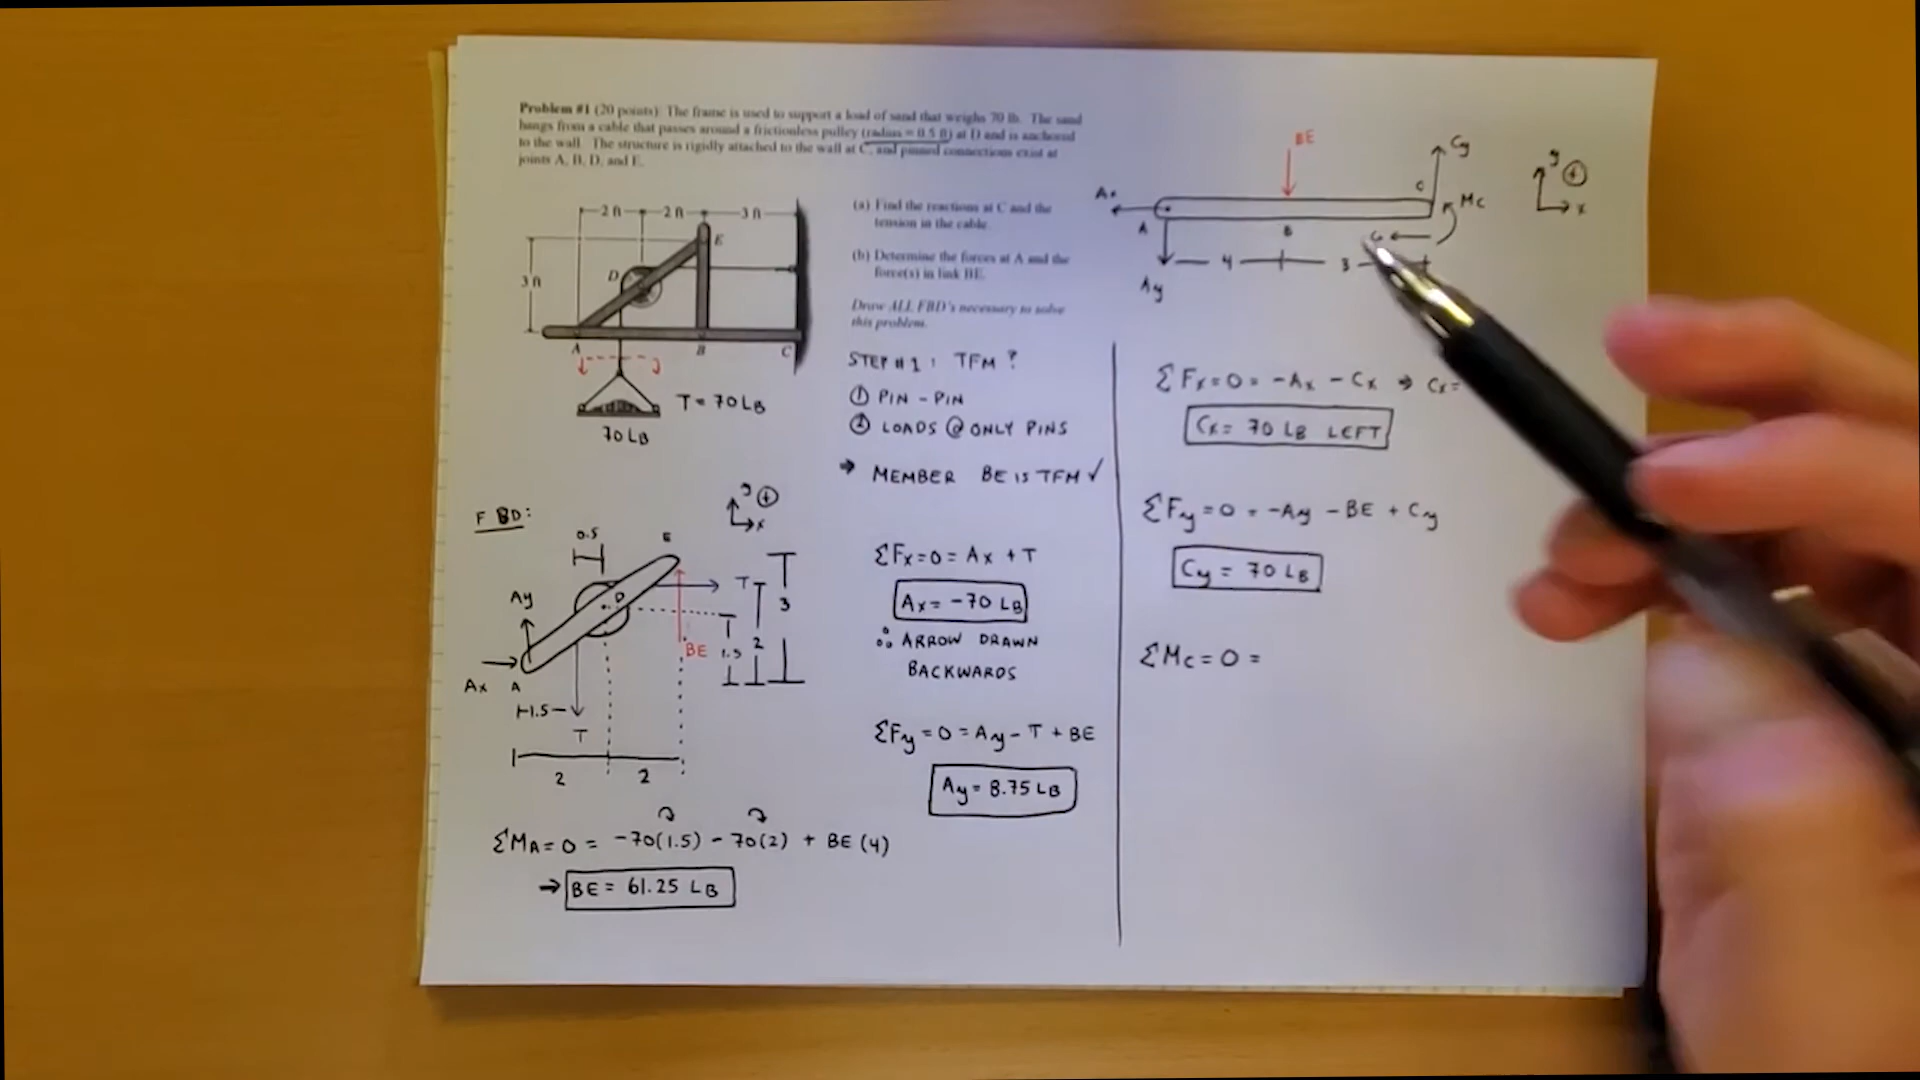 Problem #1 (20 points): The frame is used to support a load of sand that weighs 70 lb. The sand
hangs from a cable that passes around a frictionless pulley (radius = 0.5 ft) at D and is anchored
to the wall. The structure is rigidly attached to the wall at C, and pinned connections exist at
joints A, B, D, and E.
2 ft 2 ft 3 ft
E
D
3 ft
A B C
T = 70 LB
70 LB
(a) Find the reactions at C and the
tension in the cable.
(b) Determine the forces at A and the
force(s) in link BE.
Draw ALL FBD's necessary to solve
this problem.
STEP #1: TFM?
① PIN - PIN
② LOADS @ ONLY PINS
→ MEMBER BE IS TFM ✓
FBD:
y +
x
0.5
E
Ay
D
T
3
BE 1.5 2
Ax A
1.5
T
2 2
ΣMA = 0 = -70(1.5) - 70(2) + BE(4)
→ BE = 61.25 LB
ΣFx = 0 = Ax + T
Ax = -70 LB
∴ ARROW DRAWN
BACKWARDS
ΣFy = 0 = Ay - T + BE
Ay = 8.75 LB
BE
Cy
y +
x
Ax
C
Mc
A B
4 3
Ay
ΣFx = 0 = -Ax - Cx → Cx =
Cx = 70 LB LEFT
ΣFy = 0 = -Ay - BE + Cy
Cy = 70 LB
ΣMc = 0 =